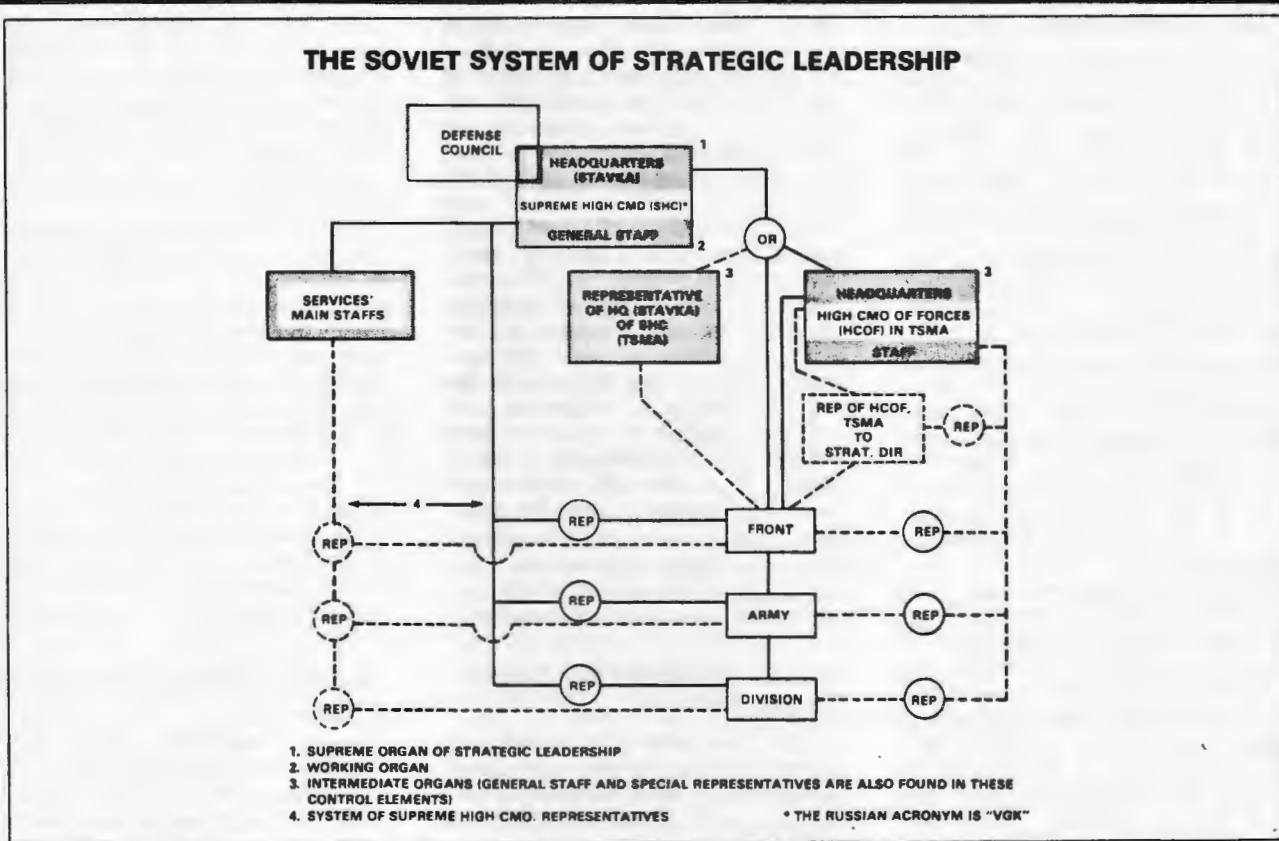 THE SOVIET SYSTEM OF STRATEGIC LEADERSHIP
DEFENSE
COUNCIL
1
HEADQUARTERS
(STAVKA)
SUPREME HIGH CMD (SHC)*
GENERAL STAFF
2
OR
SERVICES'
MAIN STAFFS
3
REPRESENTATIVE
OF HQ (STAVKA)
OF SHC
(TSMA)
3
HEADQUARTERS
HIGH CMD OF FORCES
(HCOF) IN TSMA
STAFF
REP OF HCOF,
TSMA
TO
STRAT. DIR
REP
4
REP
REP
FRONT
REP
REP
REP
ARMY
REP
REP
REP
DIVISION
REP
1. SUPREME ORGAN OF STRATEGIC LEADERSHIP
2. WORKING ORGAN
3. INTERMEDIATE ORGANS (GENERAL STAFF AND SPECIAL REPRESENTATIVES ARE ALSO FOUND IN THESE
CONTROL ELEMENTS)
4. SYSTEM OF SUPREME HIGH CMD. REPRESENTATIVES
* THE RUSSIAN ACRONYM IS "VGK"